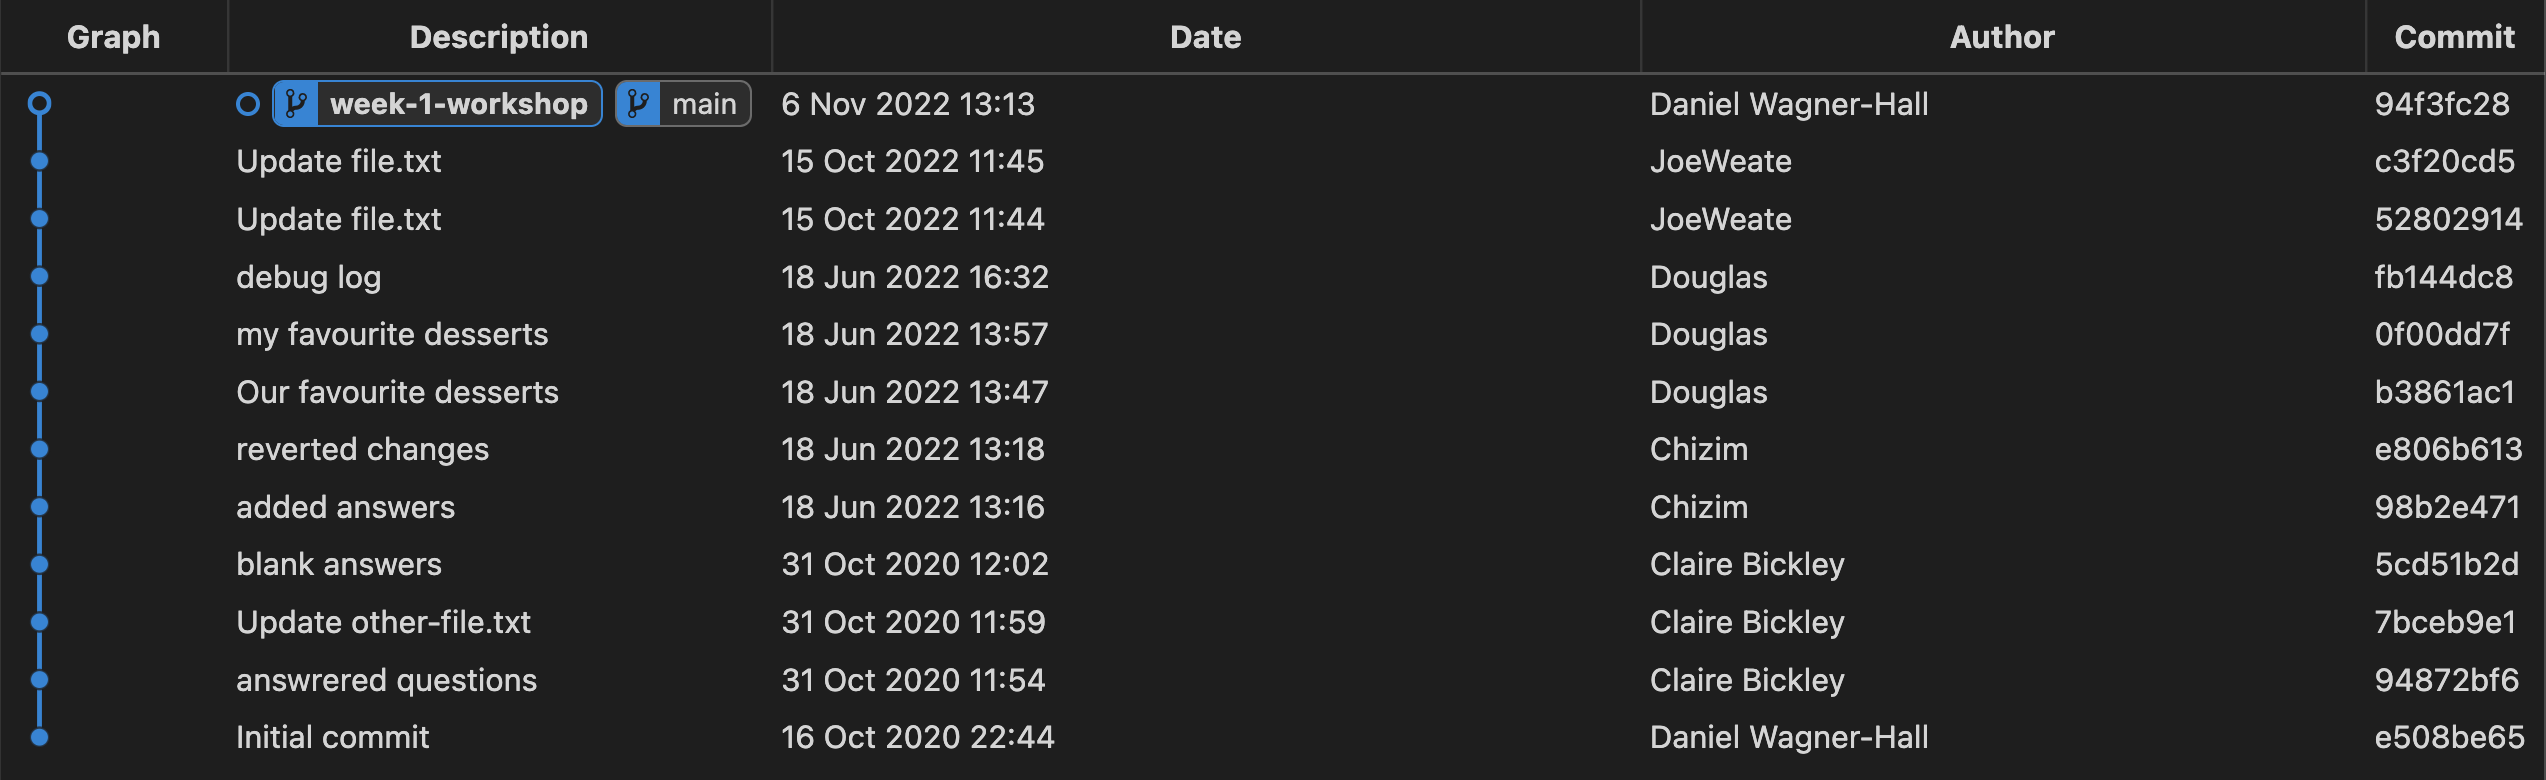 Graph Description Date Author Commit
week-1-workshop main 6 Nov 2022 13:13 Daniel Wagner-Hall 94f3fc28
Update file.txt 15 Oct 2022 11:45 JoeWeate c3f20cd5
Update file.txt 15 Oct 2022 11:44 JoeWeate 52802914
debug log 18 Jun 2022 16:32 Douglas fb144dc8
my favourite desserts 18 Jun 2022 13:57 Douglas 0f00dd7f
Our favourite desserts 18 Jun 2022 13:47 Douglas b3861ac1
reverted changes 18 Jun 2022 13:18 Chizim e806b613
added answers 18 Jun 2022 13:16 Chizim 98b2e471
blank answers 31 Oct 2020 12:02 Claire Bickley 5cd51b2d
Update other-file.txt 31 Oct 2020 11:59 Claire Bickley 7bceb9e1
answrered questions 31 Oct 2020 11:54 Claire Bickley 94872bf6
Initial commit 16 Oct 2020 22:44 Daniel Wagner-Hall e508be65